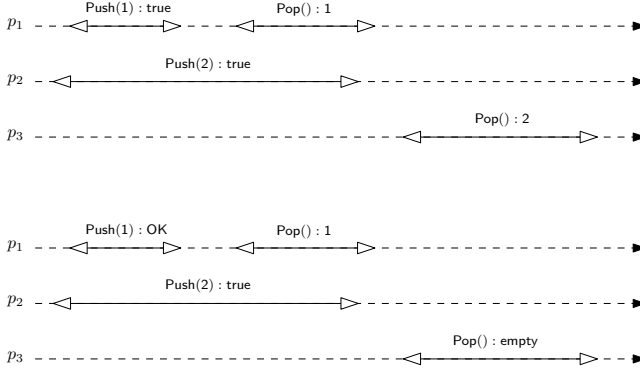 Push(1) : true Pop() : 1
p1
Push(2) : true
p2
Pop() : 2
p3
Push(1) : OK Pop() : 1
p1
Push(2) : true
p2
Pop() : empty
p3